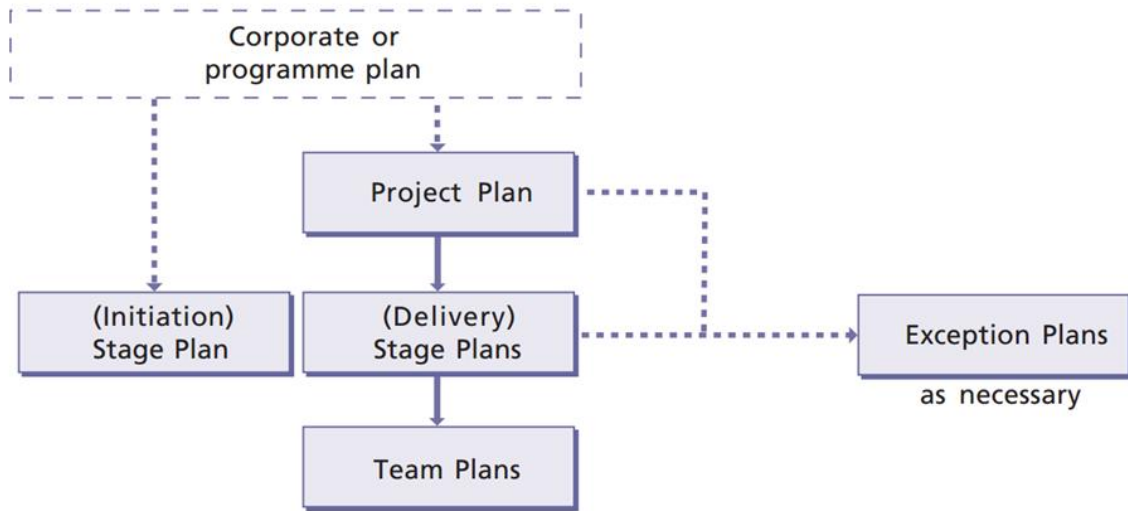 Corporate or
programme plan
Project Plan
(Initiation)
Stage Plan
(Delivery)
Stage Plans
Exception Plans
as necessary
Team Plans